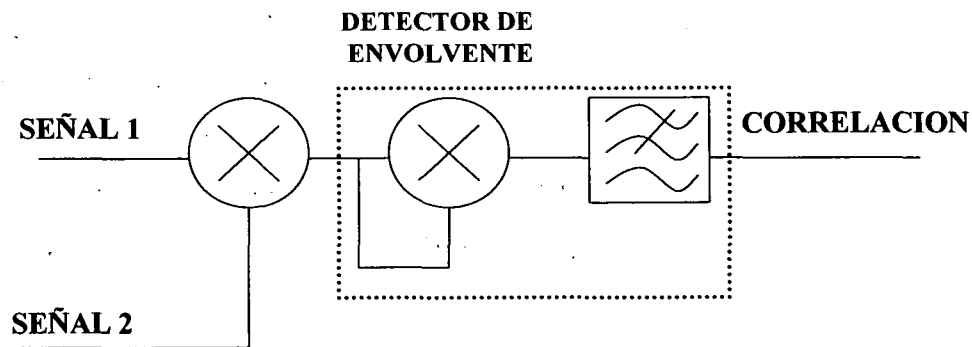 DETECTOR DE
ENVOLVENTE
SEÑAL 1
CORRELACION
SEÑAL 2